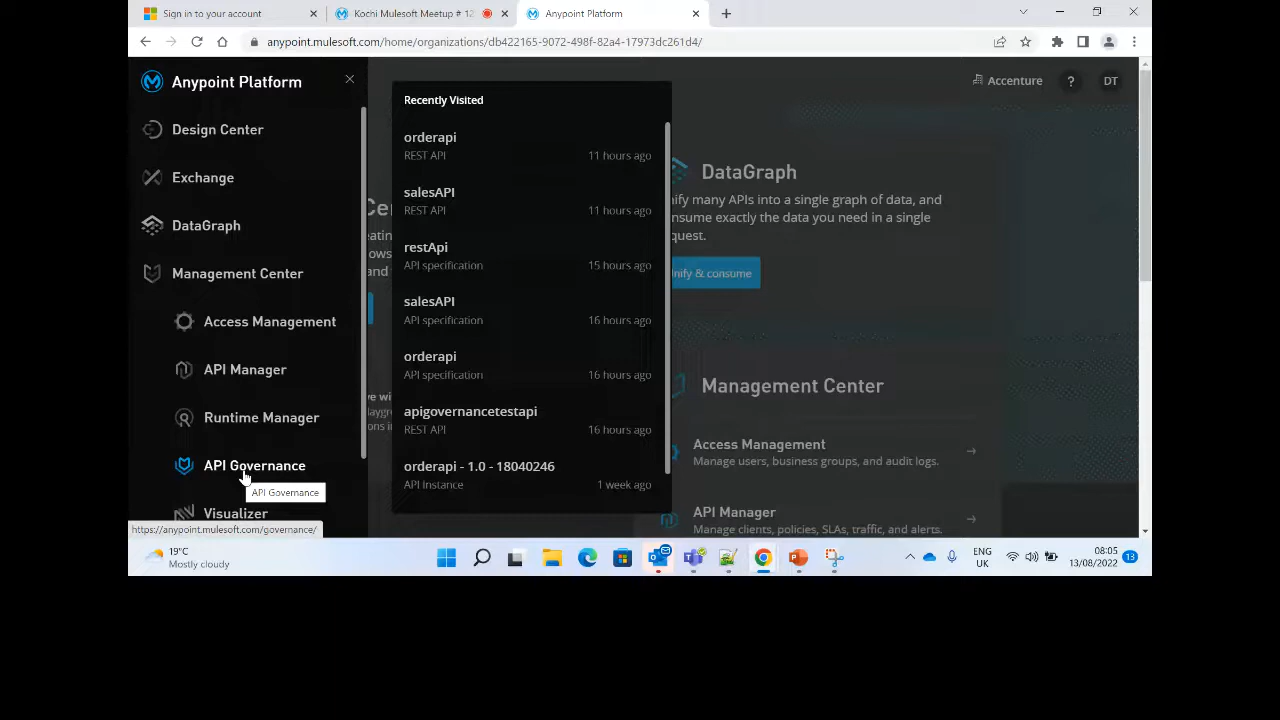 Sign in to your account
Kochi Mulesoft Meetup # 12
Anypoint Platform
anypoint.mulesoft.com/home/organizations/db422165-9072-498f-82a4-17973dc261d4/
Anypoint Platform
Design Center
Exchange
DataGraph
Management Center
Access Management
API Manager
Runtime Manager
API Governance
API Governance
Visualizer
https://anypoint.mulesoft.com/governance/
Recently Visited
orderapi
REST API 11 hours ago
salesAPI
REST API 11 hours ago
restApi
API specification 15 hours ago
salesAPI
API specification 16 hours ago
orderapi
API specification 16 hours ago
apigovernancetestapi
REST API 16 hours ago
orderapi - 1.0 - 18040246
API Instance 1 week ago
Accenture
?
DT
DataGraph
nify many APIs into a single graph of data, and
nsume exactly the data you need in a single
quest.
nify & consume
Management Center
Access Management
Manage users, business groups, and audit logs.
API Manager
Manage clients, policies, SLAs, traffic, and alerts.
19°C
Mostly cloudy
ENG
UK
08:05
13/08/2022
13